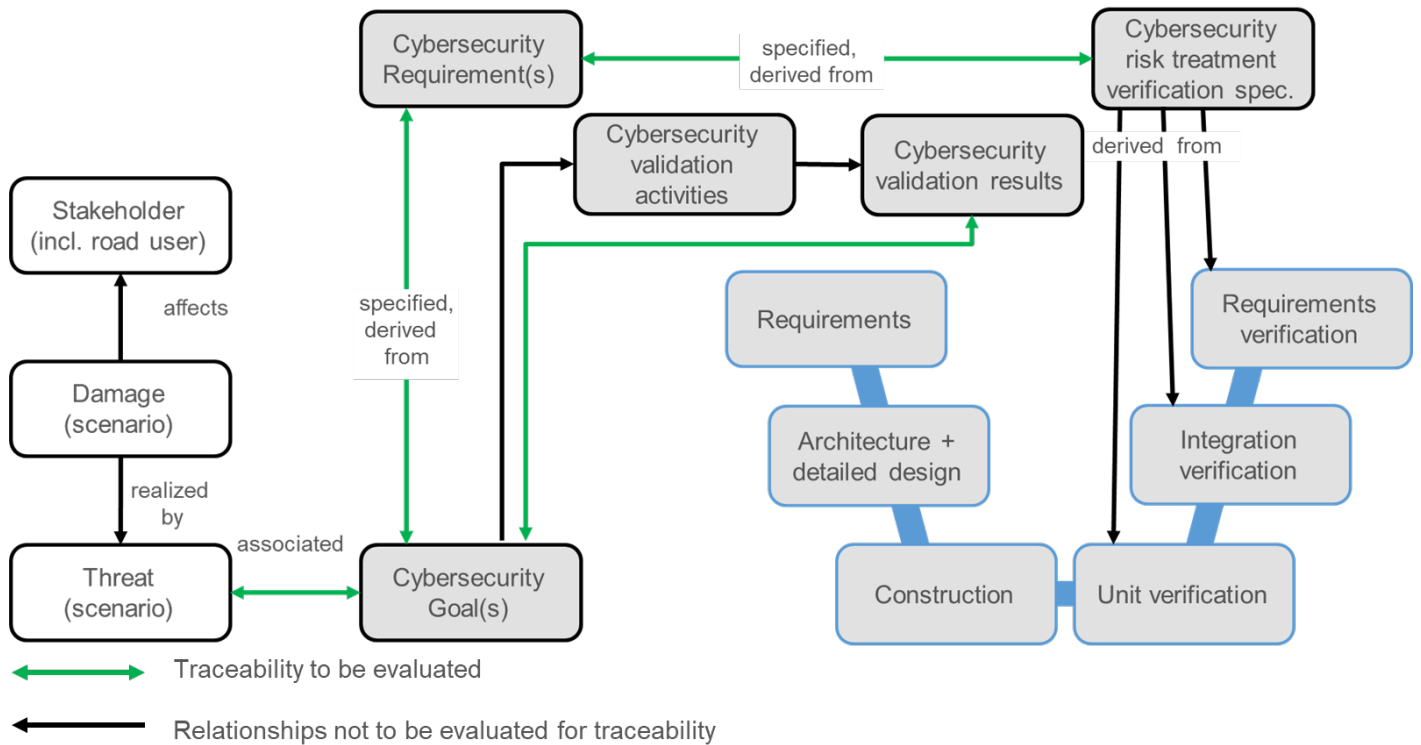 Cybersecurity
Requirement(s)
specified,
derived from
Cybersecurity
risk treatment
verification spec.
Cybersecurity
validation
activities
Cybersecurity
validation results
derived from
Stakeholder
(incl. road user)
affects
specified,
derived
from
Requirements
Requirements
verification
Damage
(scenario)
Architecture +
detailed design
Integration
verification
realized
by
associated
Threat
(scenario)
Cybersecurity
Goal(s)
Construction
Unit verification
Traceability to be evaluated
Relationships not to be evaluated for traceability